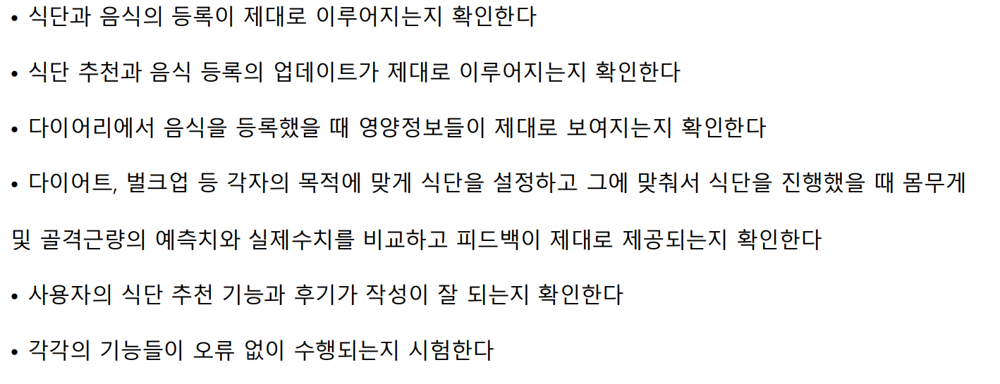 • 식단과 음식의 등록이 제대로 이루어지는지 확인한다
• 식단 추천과 음식 등록의 업데이트가 제대로 이루어지는지 확인한다
• 다이어리에서 음식을 등록했을 때 영양정보들이 제대로 보여지는지 확인한다
• 다이어트, 벌크업 등 각자의 목적에 맞게 식단을 설정하고 그에 맞춰서 식단을 진행했을 때 몸무게
및 골격근량의 예측치와 실제수치를 비교하고 피드백이 제대로 제공되는지 확인한다
• 사용자의 식단 추천 기능과 후기가 작성이 잘 되는지 확인한다
• 각각의 기능들이 오류 없이 수행되는지 시험한다